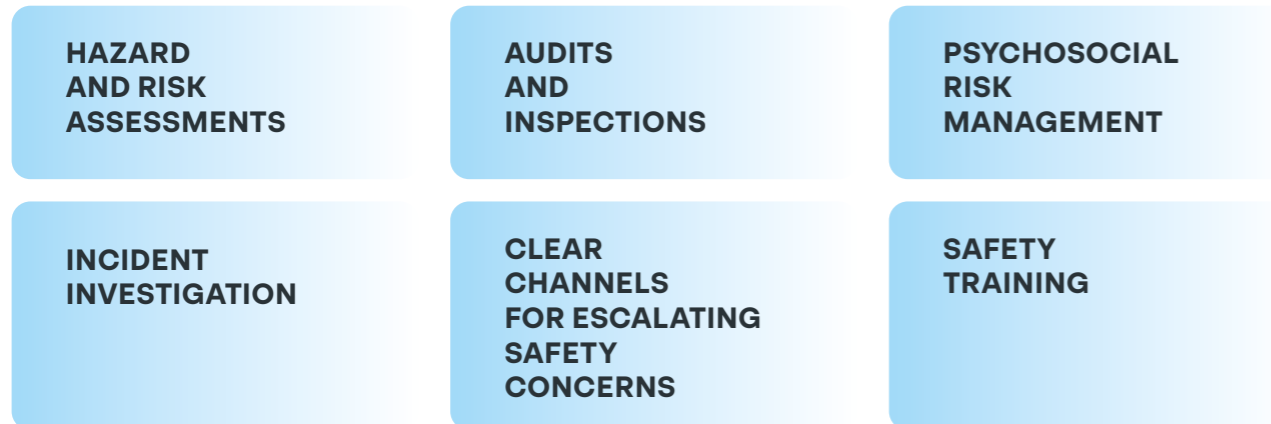 HAZARD
AND RISK
ASSESSMENTS
AUDITS
AND
INSPECTIONS
PSYCHOSOCIAL
RISK
MANAGEMENT
INCIDENT
INVESTIGATION
CLEAR
CHANNELS
FOR ESCALATING
SAFETY
CONCERNS
SAFETY
TRAINING